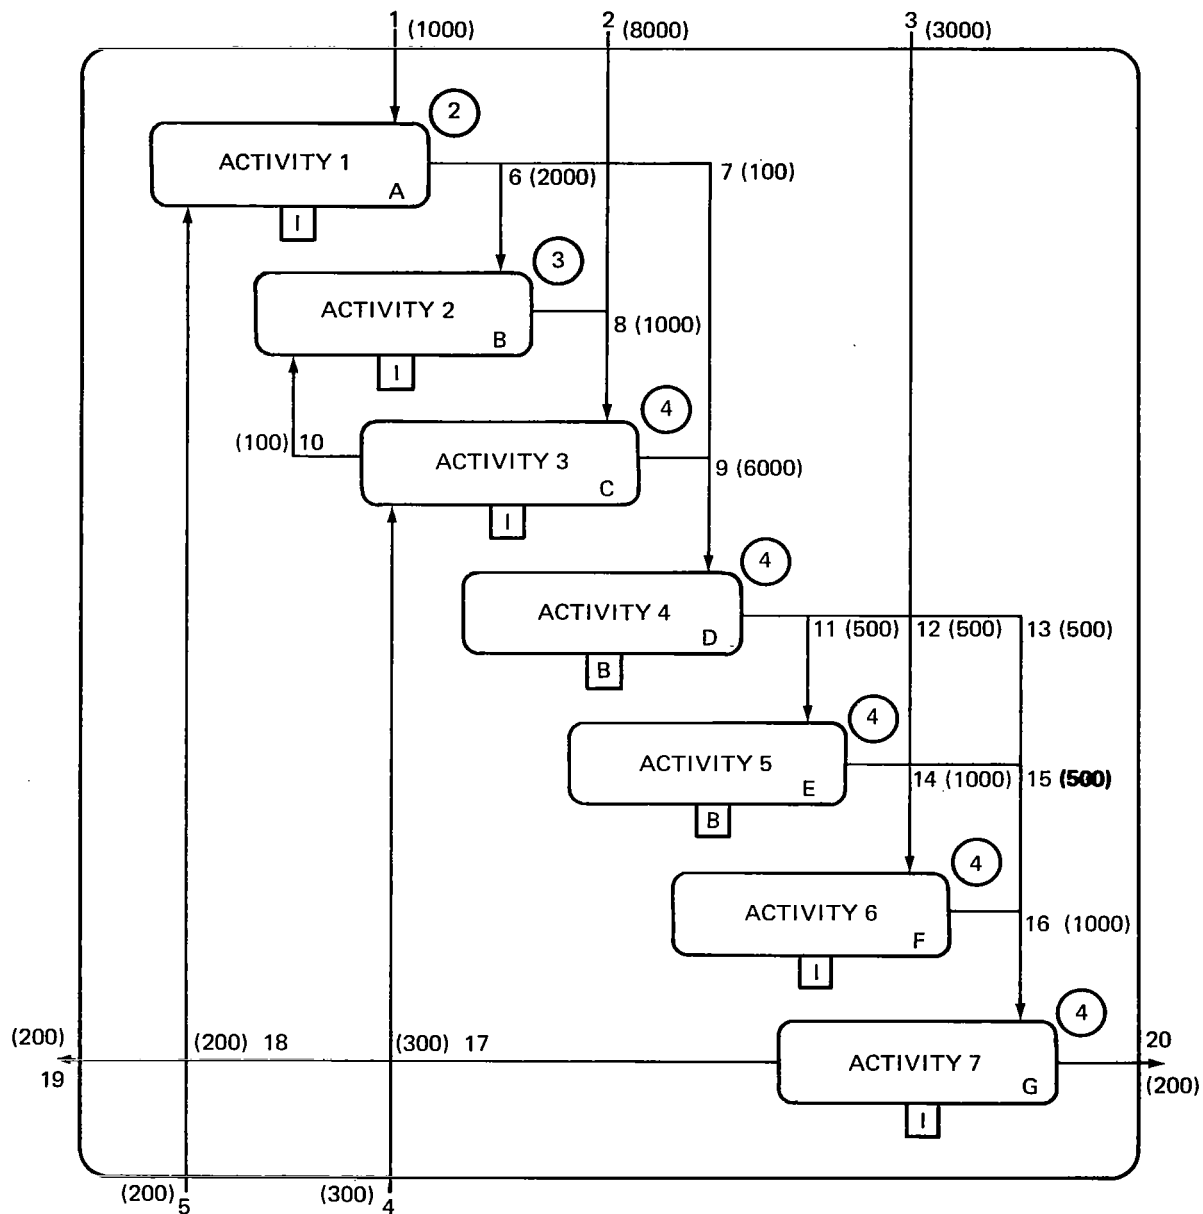 1 (1000)
2 (8000)
3 (3000)
2
ACTIVITY 1
A
I
6 (2000)
7 (100)
3
ACTIVITY 2
B
I
8 (1000)
4
(100) 10
ACTIVITY 3
C
I
9 (6000)
4
ACTIVITY 4
D
B
11 (500)
12 (500)
13 (500)
4
ACTIVITY 5
E
B
14 (1000)
15 (500)
4
ACTIVITY 6
F
I
16 (1000)
4
(200)
19
(200) 18
(300) 17
ACTIVITY 7
G
I
20
(200)
(200) 5
(300) 4